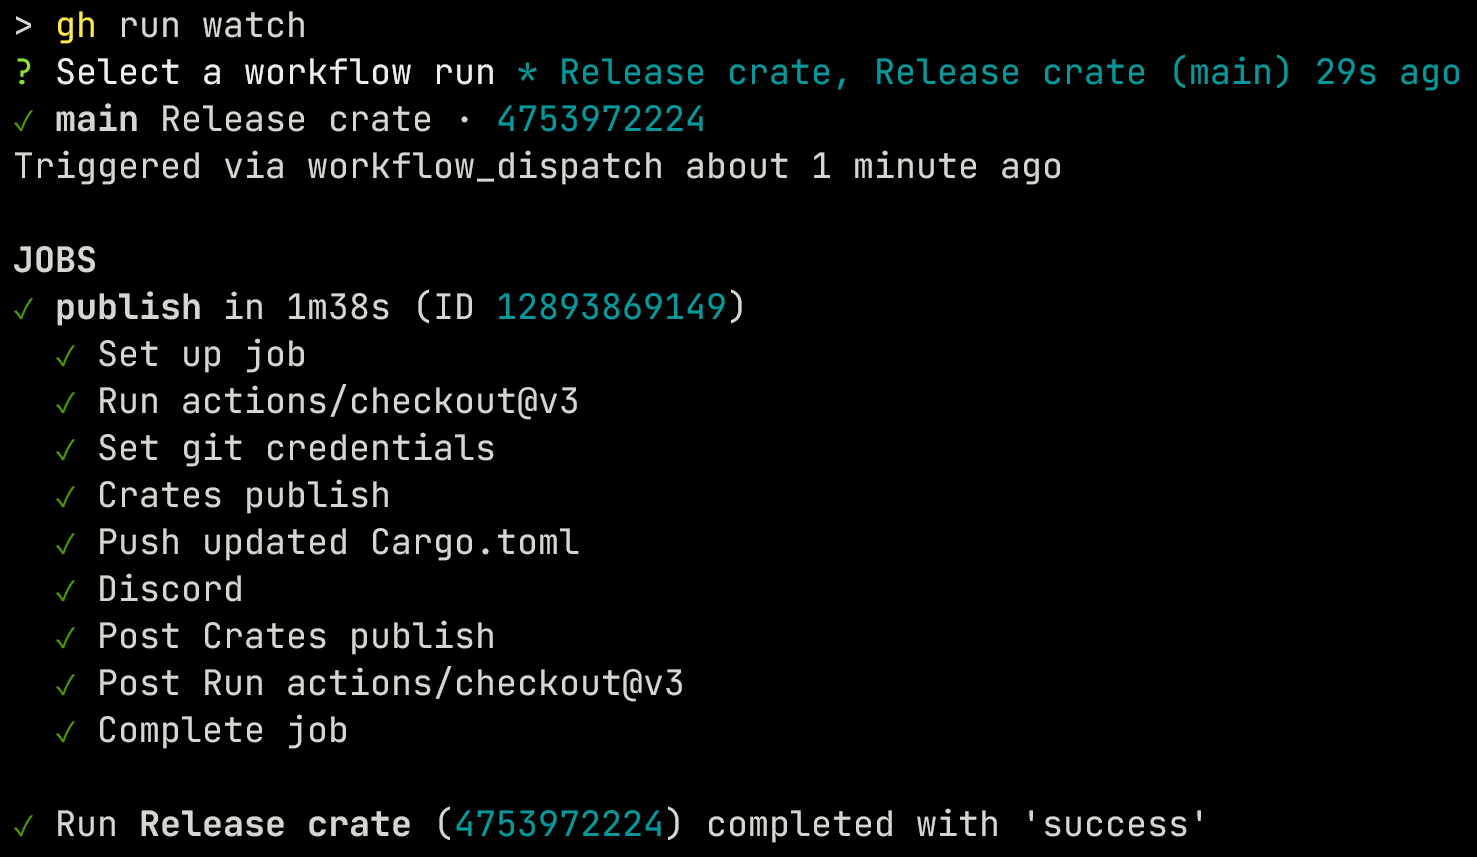 > gh run watch
? Select a workflow run * Release crate, Release crate (main) 29s ago
✓ main Release crate · 4753972224
Triggered via workflow_dispatch about 1 minute ago
JOBS
✓ publish in 1m38s (ID 12893869149)
✓ Set up job
✓ Run actions/checkout@v3
✓ Set git credentials
✓ Crates publish
✓ Push updated Cargo.toml
✓ Discord
✓ Post Crates publish
✓ Post Run actions/checkout@v3
✓ Complete job
✓ Run Release crate (4753972224) completed with 'success'